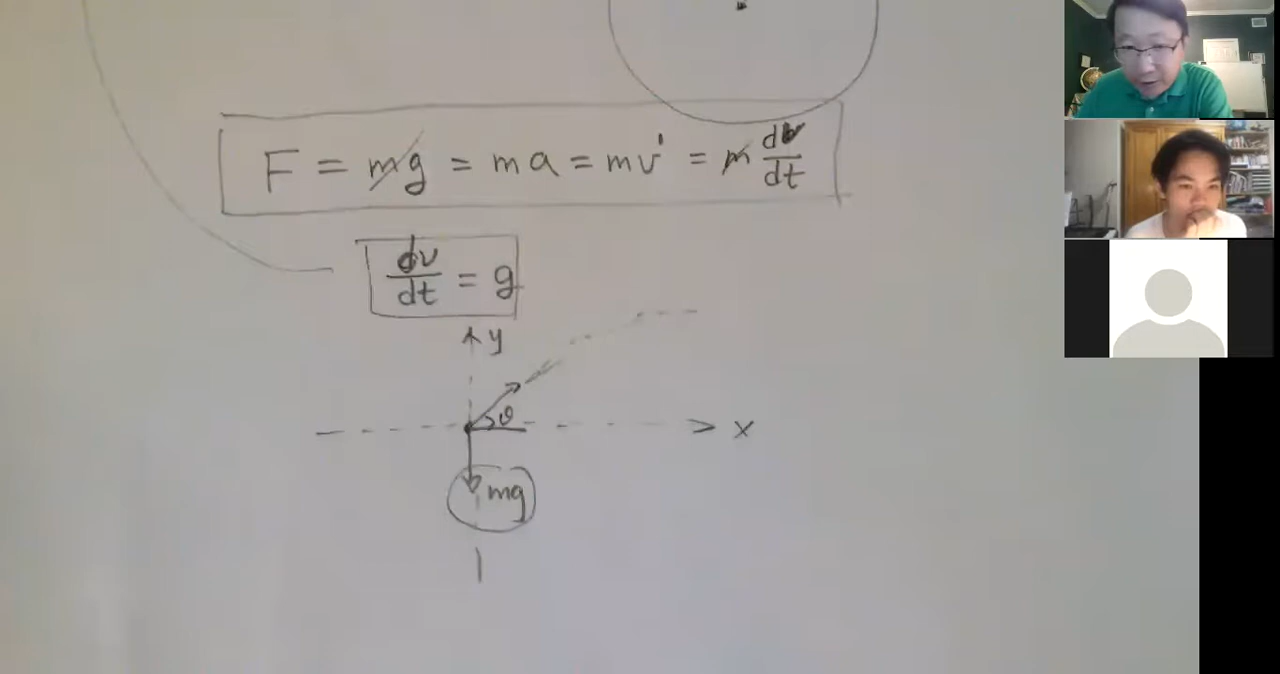 F = mg = ma = mv̇ = m dv/dt
dv/dt = g
y
θ
x
mg